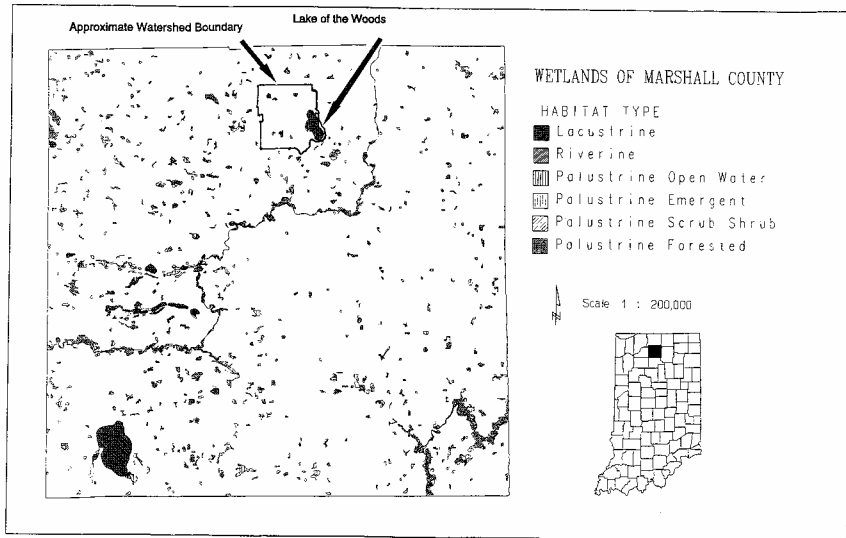 Approximate Watershed Boundary
Lake of the Woods
WETLANDS OF MARSHALL COUNTY
HABITAT TYPE
Lacustrine
Riverine
Palustrine Open Water
Palustrine Emergent
Palustrine Scrub Shrub
Palustrine Forested
N
Scale 1 : 200,000